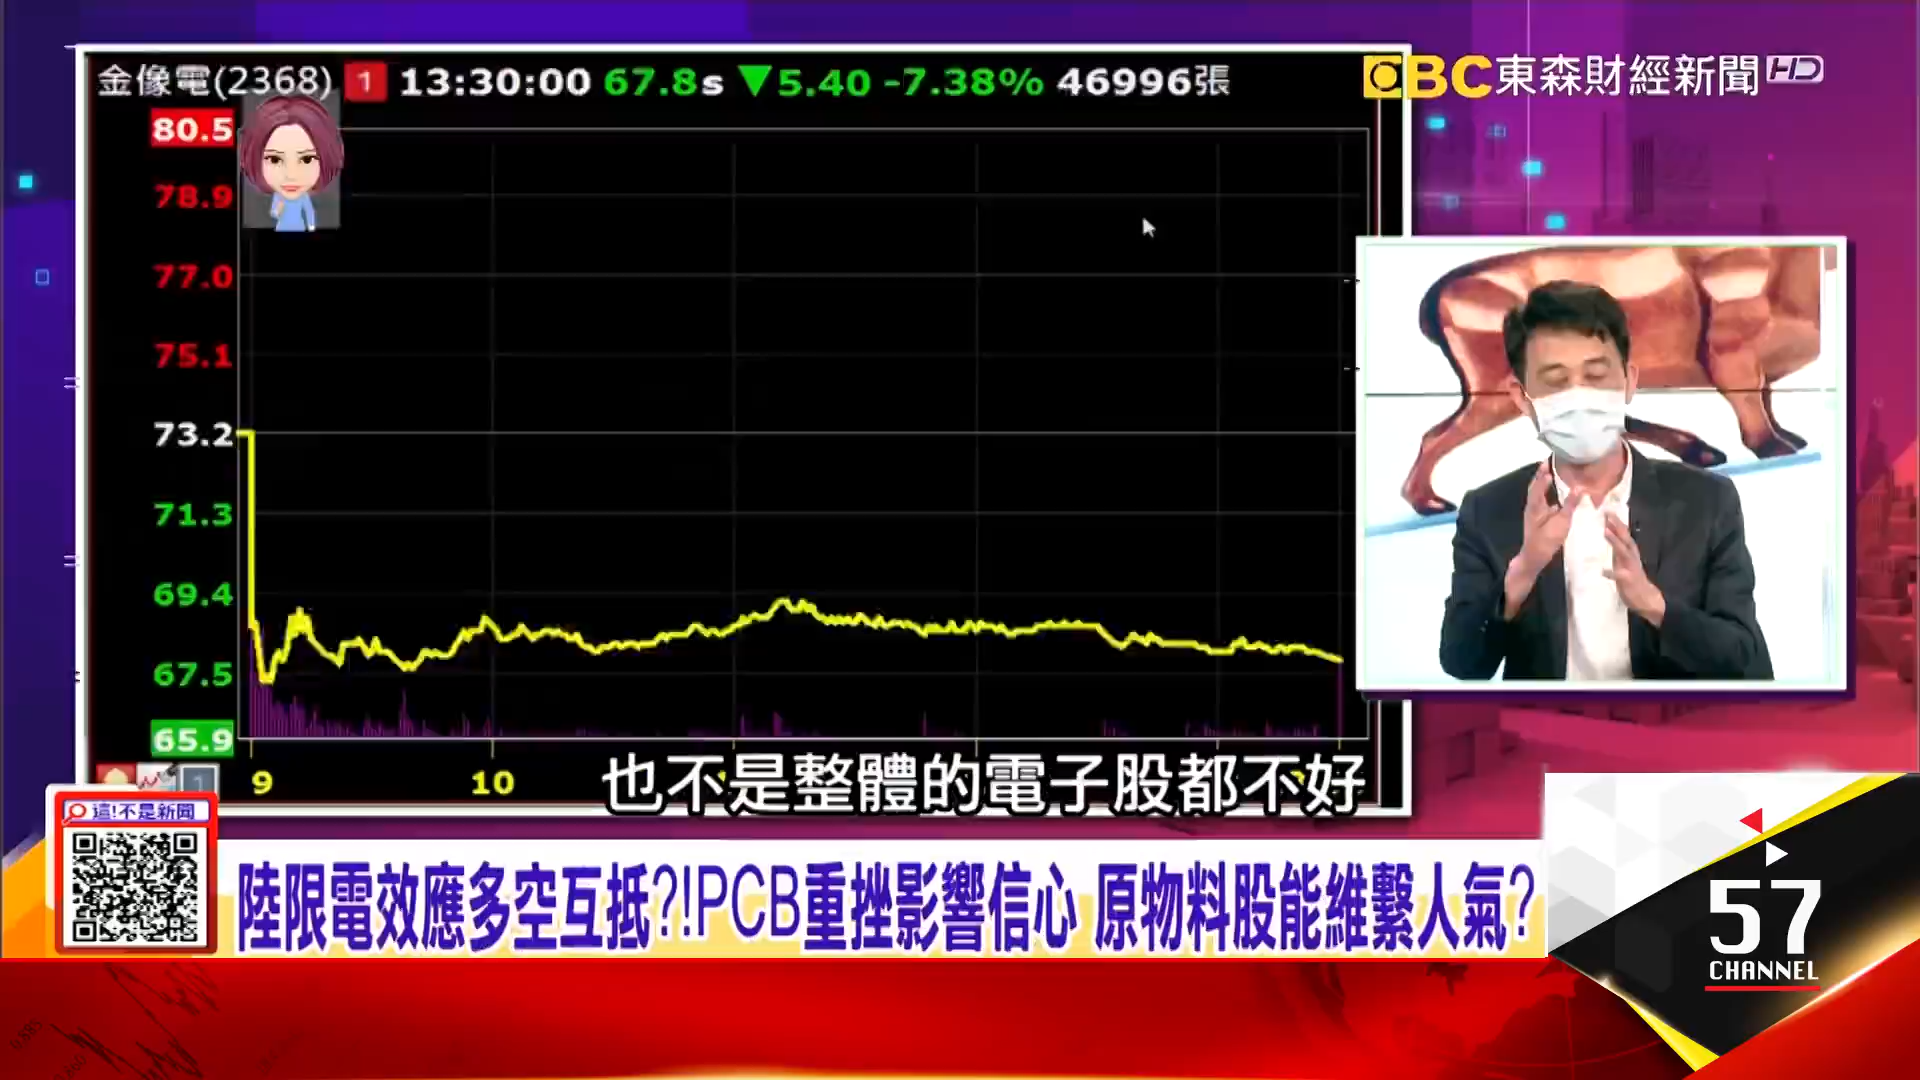 金像電(2368) 1 13:30:00 67.8s ▼5.40 -7.38% 46996張
EBC東森財經新聞HD
80.5
78.9
77.0
75.1
73.2
71.3
69.4
67.5
65.9
9 10
也不是整體的電子股都不好
這!不是新聞
陸限電效應多空互抵?!PCB重挫影響信心 原物料股能維繫人氣?
57
CHANNEL